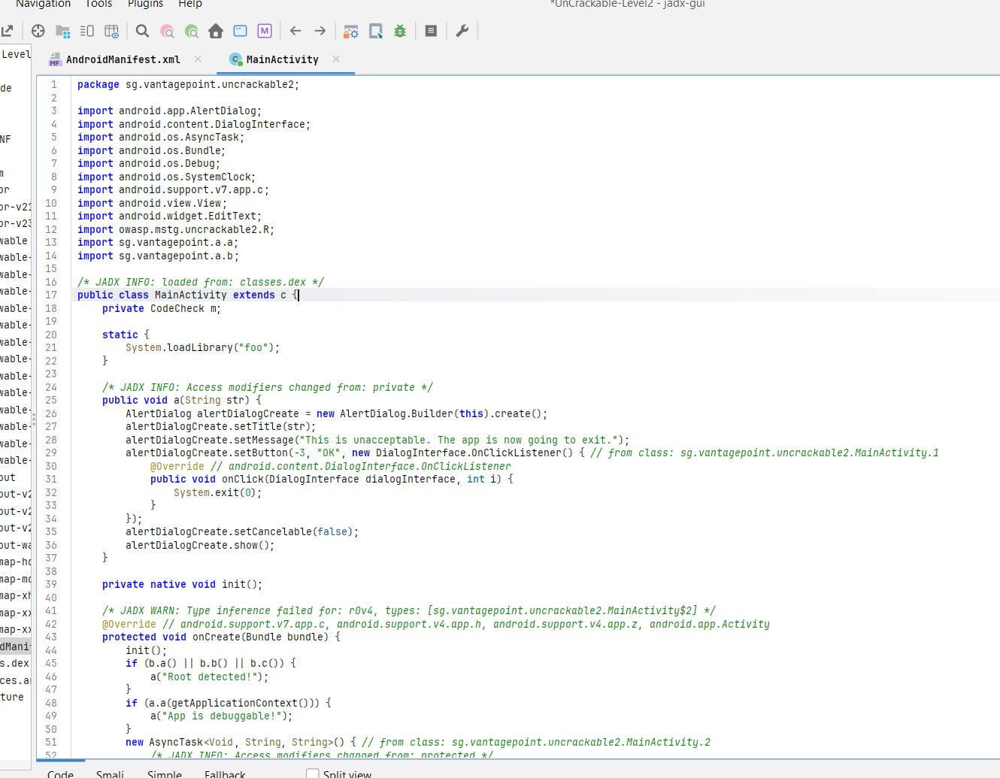 *UnCrackable-Level2 - jadx-gui
Navigation Tools Plugins Help
M
Level
MF AndroidManifest.xml
C MainActivity
de
NF
or
or-v21
or-v23
wable
wable-
wable-
wable-
wable-
wable-
wable-
wable-
wable-
wable-
wable-
wable-
wable-
wable-
out
out-v2
out-v2
out-v2
out-wa
map-hd
map-md
map-xh
map-xx
map-xx
dMani
s.dex
ces.ar
ture
1 package sg.vantagepoint.uncrackable2;
2
3 import android.app.AlertDialog;
4 import android.content.DialogInterface;
5 import android.os.AsyncTask;
6 import android.os.Bundle;
7 import android.os.Debug;
8 import android.os.SystemClock;
9 import android.support.v7.app.c;
10 import android.view.View;
11 import android.widget.EditText;
12 import owasp.mstg.uncrackable2.R;
13 import sg.vantagepoint.a.a;
14 import sg.vantagepoint.a.b;
15
16 /* JADX INFO: loaded from: classes.dex */
17 public class MainActivity extends c {
18 private CodeCheck m;
19
20 static {
21 System.loadLibrary("foo");
22 }
23
24 /* JADX INFO: Access modifiers changed from: private */
25 public void a(String str) {
26 AlertDialog alertDialogCreate = new AlertDialog.Builder(this).create();
27 alertDialogCreate.setTitle(str);
28 alertDialogCreate.setMessage("This is unacceptable. The app is now going to exit.");
29 alertDialogCreate.setButton(-3, "OK", new DialogInterface.OnClickListener() { // from class: sg.vantagepoint.uncrackable2.MainActivity.1
30 @Override // android.content.DialogInterface.OnClickListener
31 public void onClick(DialogInterface dialogInterface, int i) {
32 System.exit(0);
33 }
34 });
35 alertDialogCreate.setCancelable(false);
36 alertDialogCreate.show();
37 }
38
39 private native void init();
40
41 /* JADX WARN: Type inference failed for: r0v4, types: [sg.vantagepoint.uncrackable2.MainActivity$2] */
42 @Override // android.support.v7.app.c, android.support.v4.app.h, android.support.v4.app.z, android.app.Activity
43 protected void onCreate(Bundle bundle) {
44 init();
45 if (b.a() || b.b() || b.c()) {
46 a("Root detected!");
47 }
48 if (a.a(getApplicationContext())) {
49 a("App is debuggable!");
50 }
51 new AsyncTask<Void, String, String>() { // from class: sg.vantagepoint.uncrackable2.MainActivity.2
52 /* JADX INFO: Access modifiers changed from: protected */
Code Smali Simple Fallback Split view